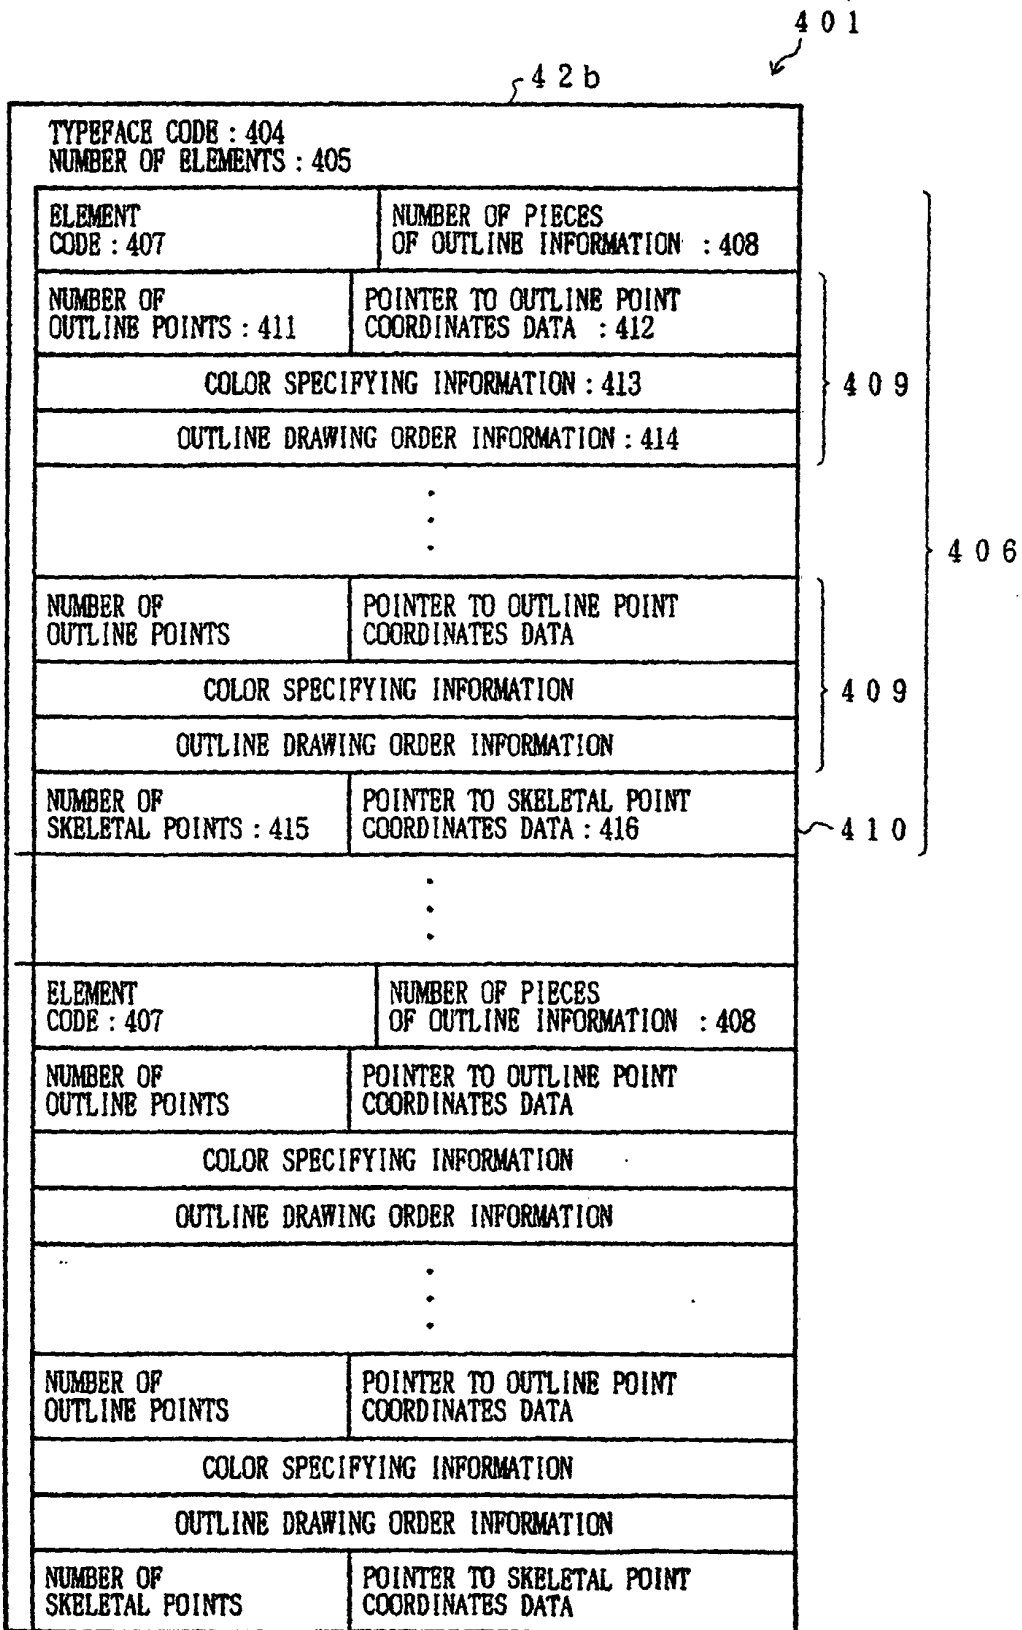 401
42b
TYPEFACE CODE : 404
NUMBER OF ELEMENTS : 405
ELEMENT
CODE : 407
NUMBER OF PIECES
OF OUTLINE INFORMATION : 408
NUMBER OF
OUTLINE POINTS : 411
POINTER TO OUTLINE POINT
COORDINATES DATA : 412
COLOR SPECIFYING INFORMATION : 413
OUTLINE DRAWING ORDER INFORMATION : 414
409
406
NUMBER OF
OUTLINE POINTS
POINTER TO OUTLINE POINT
COORDINATES DATA
COLOR SPECIFYING INFORMATION
OUTLINE DRAWING ORDER INFORMATION
409
NUMBER OF
SKELETAL POINTS : 415
POINTER TO SKELETAL POINT
COORDINATES DATA : 416
410
ELEMENT
CODE : 407
NUMBER OF PIECES
OF OUTLINE INFORMATION : 408
NUMBER OF
OUTLINE POINTS
POINTER TO OUTLINE POINT
COORDINATES DATA
COLOR SPECIFYING INFORMATION
OUTLINE DRAWING ORDER INFORMATION
NUMBER OF
OUTLINE POINTS
POINTER TO OUTLINE POINT
COORDINATES DATA
COLOR SPECIFYING INFORMATION
OUTLINE DRAWING ORDER INFORMATION
NUMBER OF
SKELETAL POINTS
POINTER TO SKELETAL POINT
COORDINATES DATA